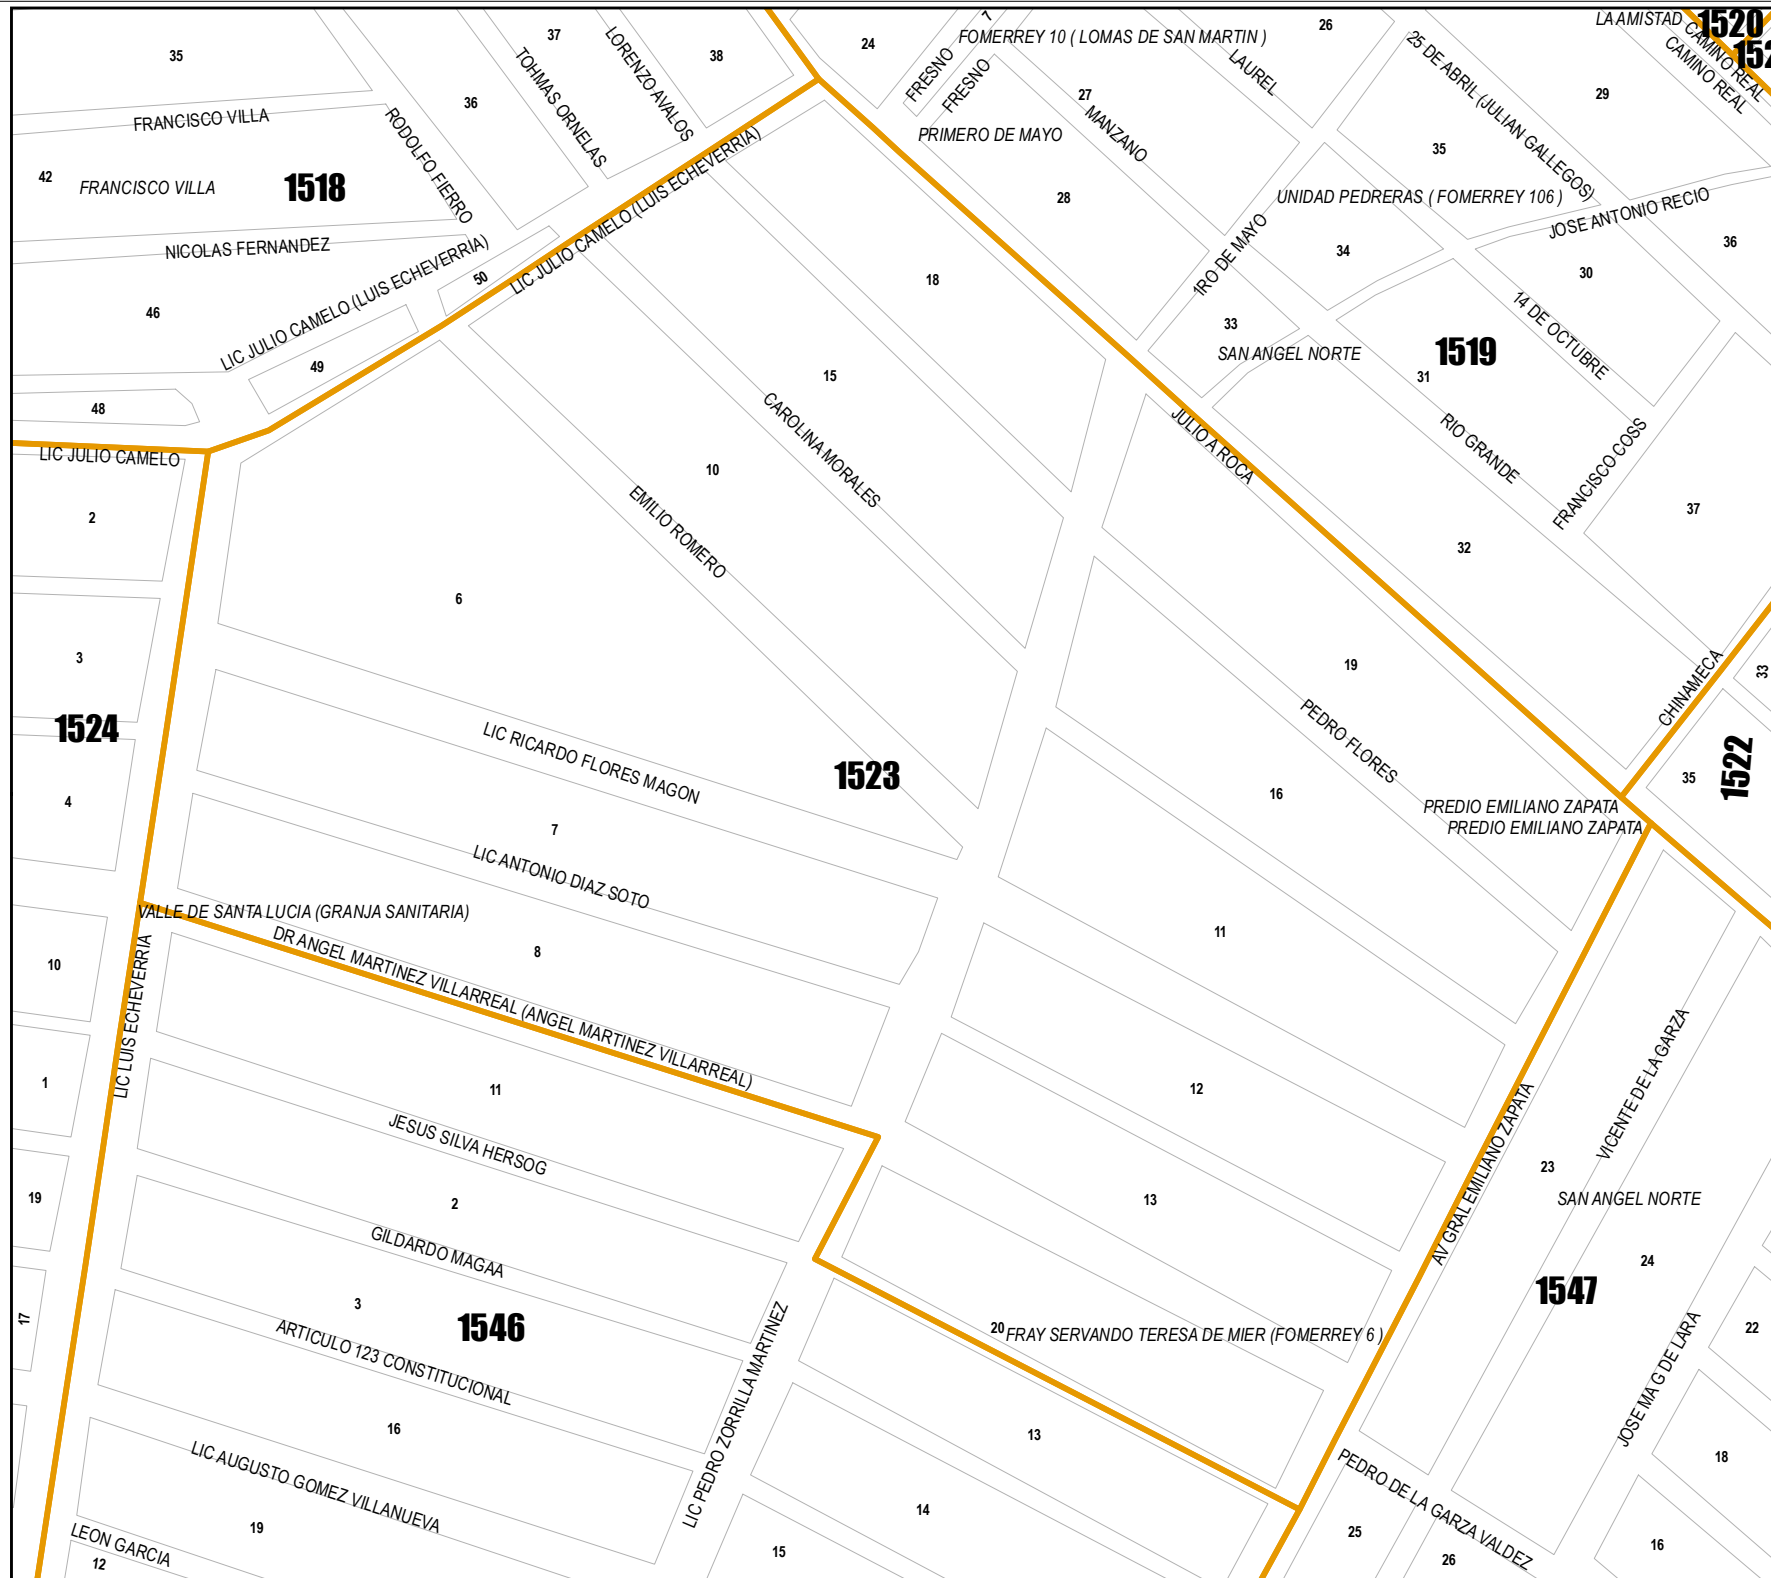 LA AMISTAD
1520
CAMINO REAL
CAMINO REAL
152
35
37
38
24
7
26
FOMERREY 10 ( LOMAS DE SAN MARTIN )
25 DE ABRIL (JULIAN GALLEGOS)
TOHMAS ORNELAS
LORENZO AVALOS
FRESNO
FRESNO
LAUREL
27
29
36
FRANCISCO VILLA
RODOLFO FIERRO
PRIMERO DE MAYO
MANZANO
35
42
FRANCISCO VILLA
1518
28
UNIDAD PEDRERAS ( FOMERREY 106 )
JOSE ANTONIO RECIO
NICOLAS FERNANDEZ
LIC JULIO CAMELO (LUIS ECHEVERRIA)
LIC JULIO CAMELO (LUIS ECHEVERRIA)
50
18
1RO DE MAYO
34
30
36
46
49
33
SAN ANGEL NORTE
1519
14 DE OCTUBRE
31
15
48
CAROLINA MORALES
JULIO A ROCA
RIO GRANDE
FRANCISCO COSS
LIC JULIO CAMELO
10
2
EMILIO ROMERO
32
37
6
3
19
33
CHINAMECA
1524
LIC RICARDO FLORES MAGON
1523
PEDRO FLORES
35
1522
4
16
PREDIO EMILIANO ZAPATA
PREDIO EMILIANO ZAPATA
7
LIC ANTONIO DIAZ SOTO
VALLE DE SANTA LUCIA (GRANJA SANITARIA)
11
DR ANGEL MARTINEZ VILLARREAL (ANGEL MARTINEZ VILLARREAL)
8
10
LIC LUIS ECHEVERRIA
1
11
12
VICENTE DE LA GARZA
JESUS SILVA HERSOG
AV GRAL EMILIANO ZAPATA
23
19
2
13
SAN ANGEL NORTE
GILDARDO MAGAA
24
1547
17
3
1546
20
FRAY SERVANDO TERESA DE MIER (FOMERREY 6 )
22
ARTICULO 123 CONSTITUCIONAL
LIC PEDRO ZORRILLA MARTINEZ
JOSE MA G DE LARA
16
13
18
LIC AUGUSTO GOMEZ VILLANUEVA
PEDRO DE LA GARZA VALDEZ
14
19
25
LEON GARCIA
15
26
16
12